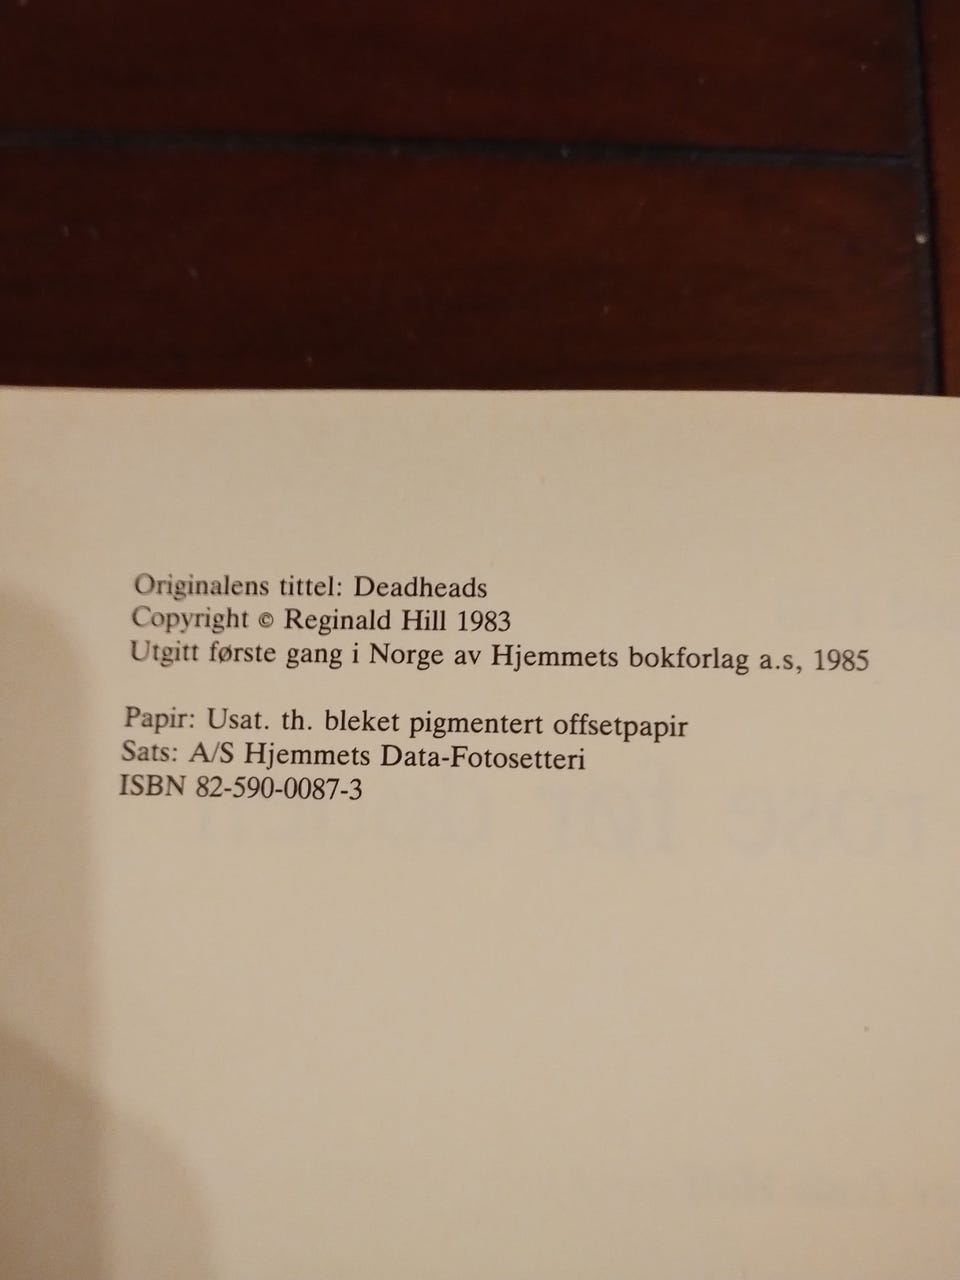 Originalens tittel: Deadheads
Copyright © Reginald Hill 1983
Utgitt første gang i Norge av Hjemmets bokforlag a.s, 1985
Papir: Usat. th. bleket pigmentert offsetpapir
Sats: A/S Hjemmets Data-Fotosetteri
ISBN 82-590-0087-3